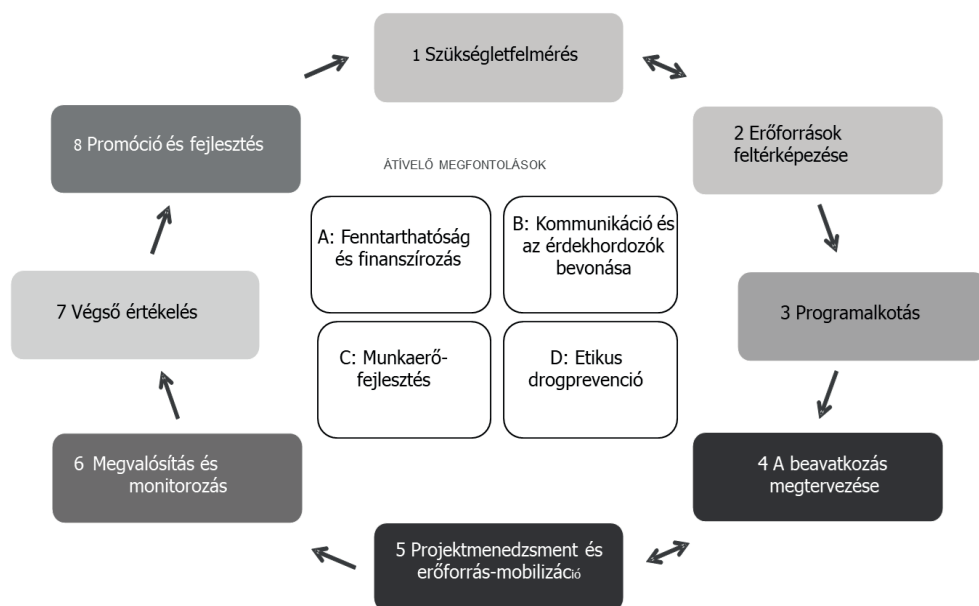 1 Szükségletfelmérés
2 Erőforrások
feltérképezése
3 Programalkotás
4 A beavatkozás
megtervezése
5 Projektmenedzsment és
erőforrás-mobilizáció
6 Megvalósítás és
monitorozás
7 Végső értékelés
8 Promóció és fejlesztés
ÁTÍVELŐ MEGFONTOLÁSOK
A: Fenntarthatóság
és finanszírozás
B: Kommunikáció és
az érdekhordozók
bevonása
C: Munkaerő-
fejlesztés
D: Etikus
drogprevenció